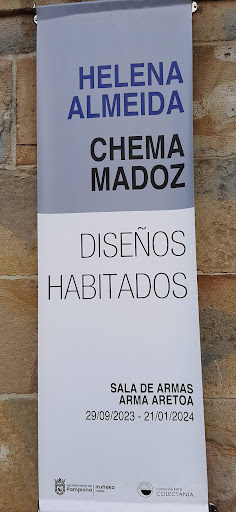 HELENA
ALMEIDA
CHEMA
MADOZ
DISEÑOS
HABITADOS
SALA DE ARMAS
ARMA ARETOA
29/09/2023 - 21/01/2024
Pamplona
Iruñeko
COLECTANIA